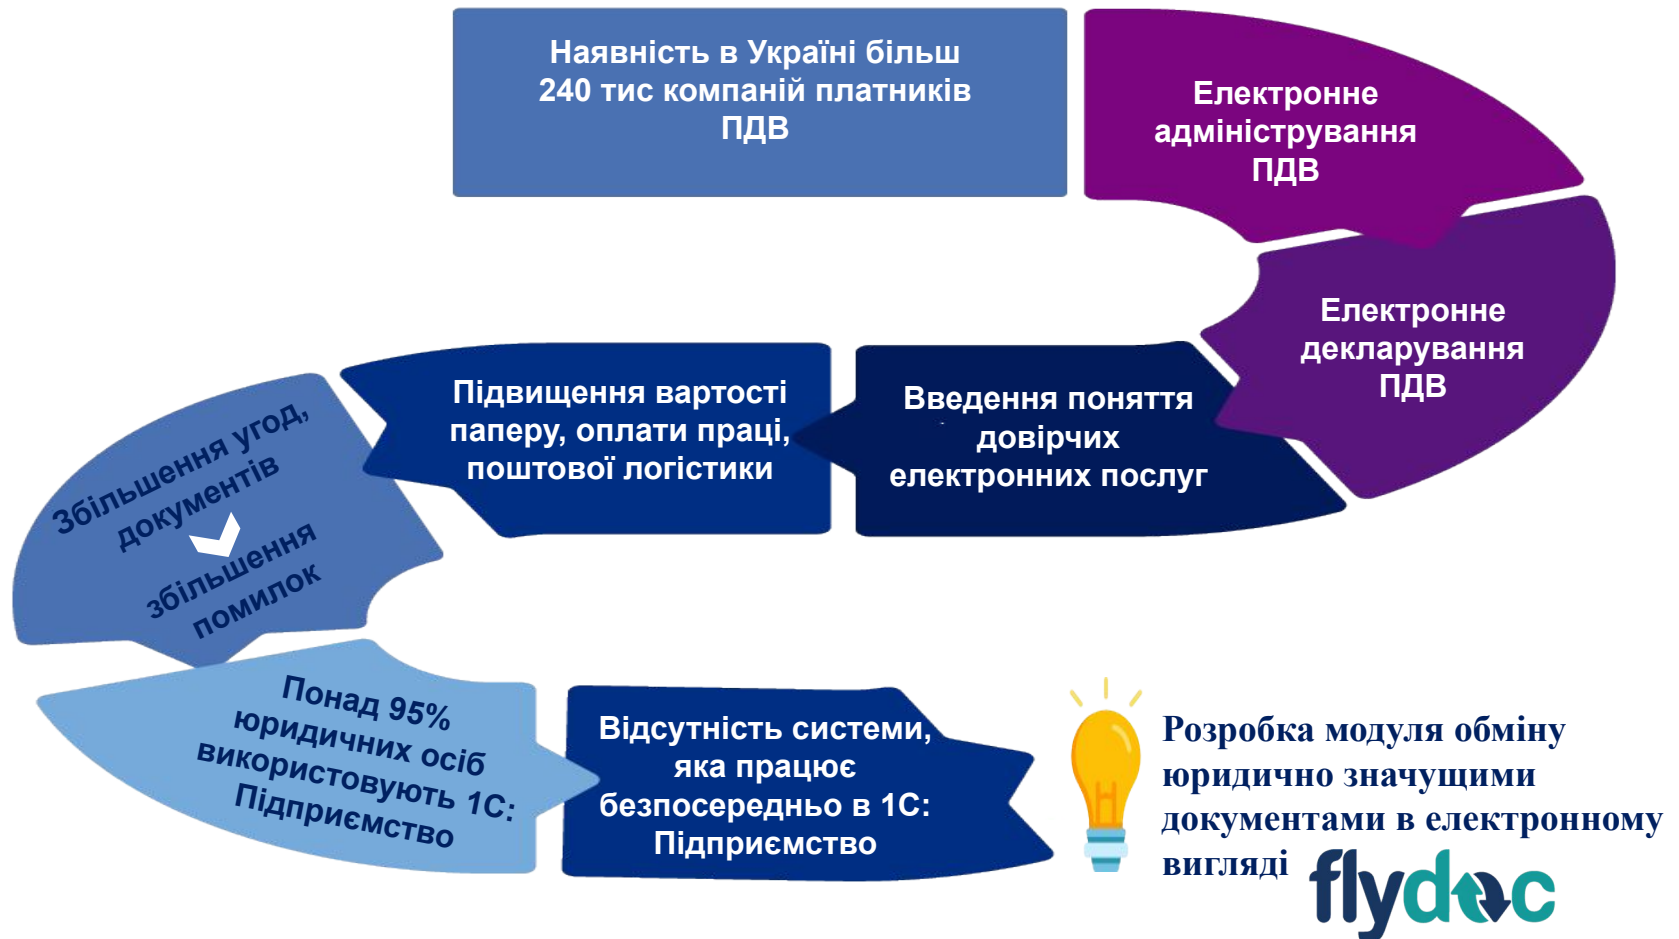 Наявність в Україні більш
240 тис компаній платників
ПДВ
Електронне
адміністрування
ПДВ
Електронне
декларування
ПДВ
Введення поняття
довірчих
електронних послуг
Підвищення вартості
паперу, оплати праці,
поштової логістики
Збільшення угод,
документів
збільшення
помилок
Понад 95%
юридичних осіб
використовують 1С:
Підприємство
Відсутність системи,
яка працює
безпосередньо в 1С:
Підприємство
Розробка модуля обміну
юридично значущими
документами в електронному
вигляді
flydoc